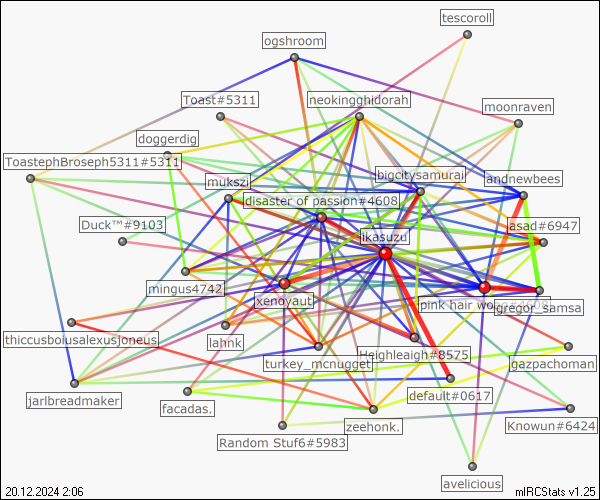 tescoroll
ogshroom
Toast#5311
neokingghidorah
moonraven
doggerdig
ToastephBroseph5311#5311
bigcitysamurai
andnewbees
mukszi
disaster of passion#4608
Duck™#9103
asad#6947
ikasuzu
mingus4742
xenoyaut
pink hair
igregor_samsa
thiccusboiusalexusjoneus
lahnk
turkey_mcnugget
Heighleaigh#8575
gazpachoman
jarlbreadmaker
facadas.
default#0617
zeehonk.
Knowun#6424
Random Stuf6#5983
avelicious
20.12.2024 2:06
mIRCStats v1.25